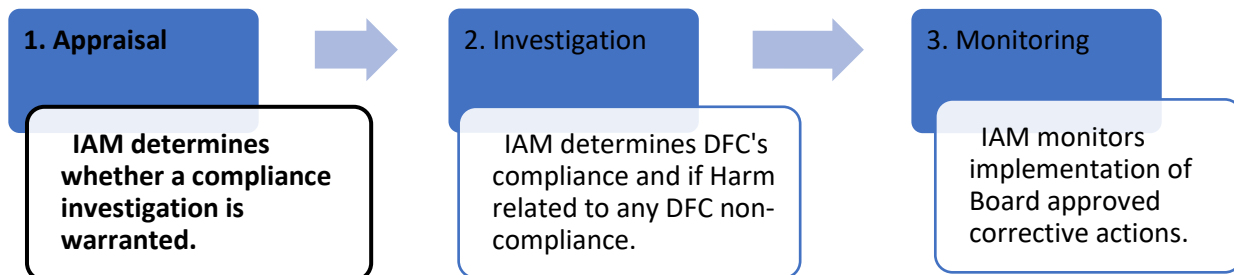 1. Appraisal
IAM determines
whether a compliance
investigation is
warranted.
2. Investigation
IAM determines DFC's
compliance and if Harm
related to any DFC non-
compliance.
3. Monitoring
IAM monitors
implementation of
Board approved
corrective actions.